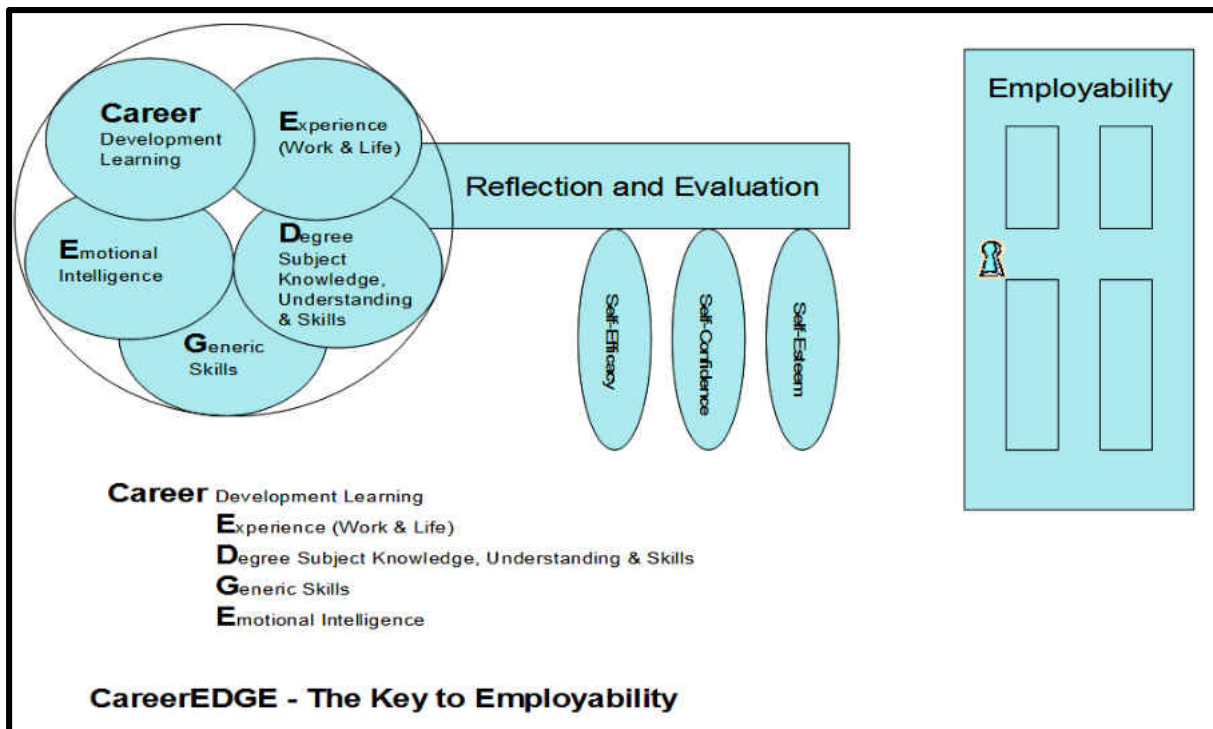 Career
Development
Learning
Experience
(Work & Life)
Emotional
Intelligence
Degree
Subject
Knowledge,
Understanding
& Skills
Generic
Skills
Reflection and Evaluation
Self-Efficacy
Self-Confidence
Self-Esteem
Employability
Career Development Learning
Experience (Work & Life)
Degree Subject Knowledge, Understanding & Skills
Generic Skills
Emotional Intelligence
CareerEDGE - The Key to Employability